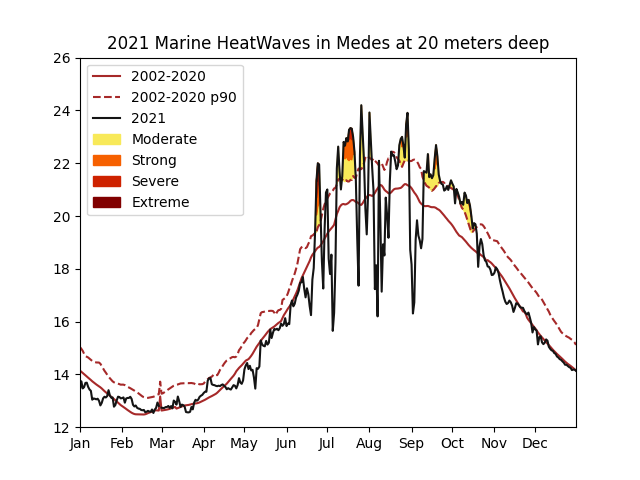 2021 Marine HeatWaves in Medes at 20 meters deep
26
24
22
20
18
16
14
12
2002-2020
2002-2020 p90
2021
Moderate
Strong
Severe
Extreme
Jan Feb Mar Apr May Jun Jul Aug Sep Oct Nov Dec